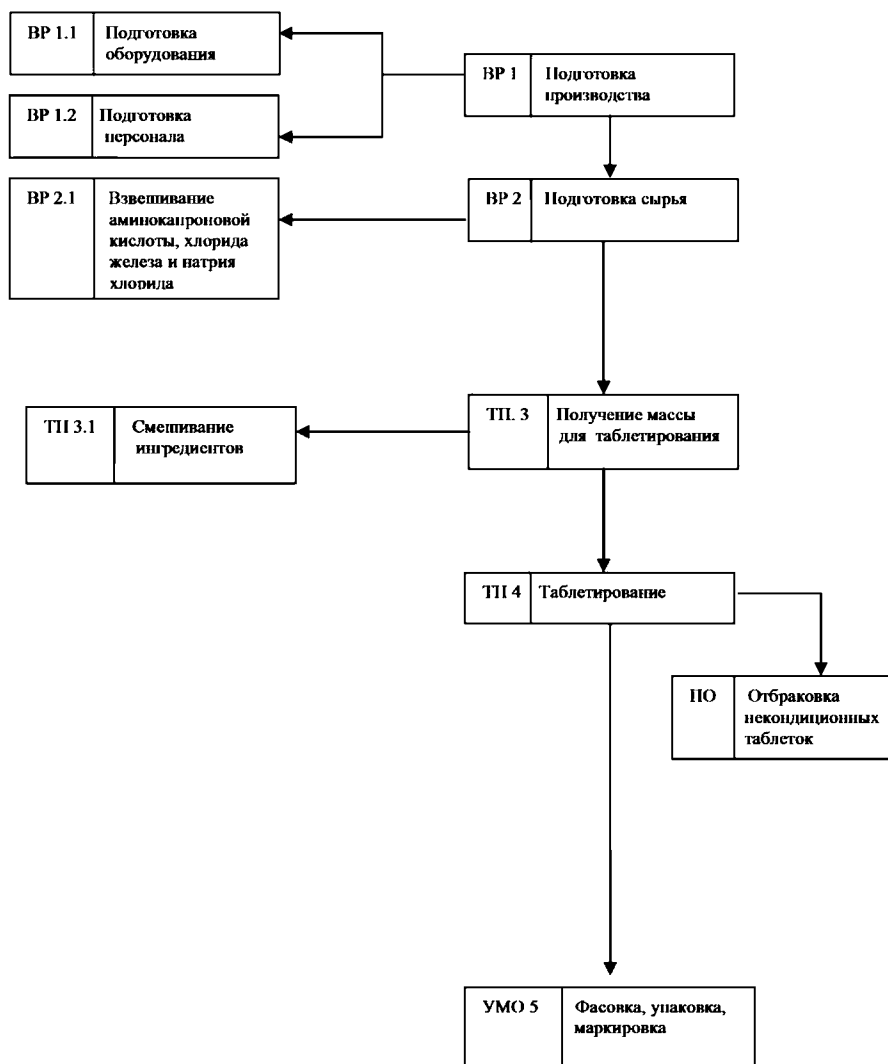 ВР 1.1 Подготовка
оборудования
ВР 1 Подготовка
производства
ВР 1.2 Подготовка
персонала
ВР 2.1 Взвешивание
аминокапроновой
кислоты, хлорида
железа и натрия
хлорида
ВР 2 Подготовка сырья
ТП 3.1 Смешивание
ингредиентов
ТП. 3 Получение массы
для таблетирования
ТП 4 Таблетирование
ПО Отбраковка
некондиционных
таблеток
УМО 5 Фасовка, упаковка,
маркировка